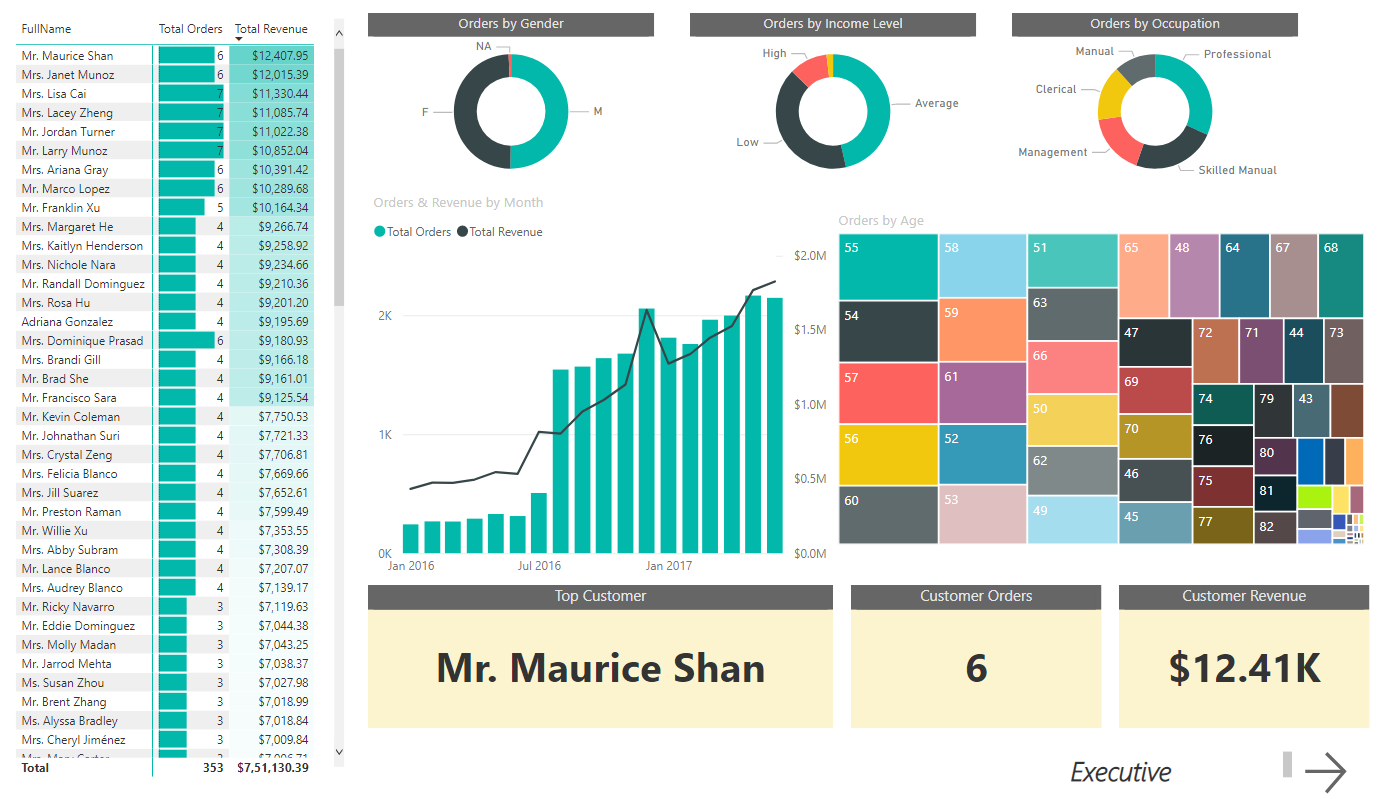 FullName Total Orders Total Revenue
Mr. Maurice Shan 6 $12,407.95
Mrs. Janet Munoz 6 $12,015.39
Mrs. Lisa Cai 7 $11,330.44
Mrs. Lacey Zheng 7 $11,085.74
Mr. Jordan Turner 7 $11,022.38
Mr. Larry Munoz 7 $10,852.04
Mrs. Ariana Gray 6 $10,391.42
Mr. Marco Lopez 6 $10,289.68
Mr. Franklin Xu 5 $10,164.34
Mrs. Margaret He 4 $9,266.74
Mrs. Kaitlyn Henderson 4 $9,258.92
Mrs. Nichole Nara 4 $9,234.66
Mr. Randall Dominguez 4 $9,210.36
Mrs. Rosa Hu 4 $9,201.20
Adriana Gonzalez 4 $9,195.69
Mrs. Dominique Prasad 6 $9,180.93
Mrs. Brandi Gill 4 $9,166.18
Mr. Brad She 4 $9,161.01
Mr. Francisco Sara 4 $9,125.54
Mr. Kevin Coleman 4 $7,750.53
Mr. Johnathan Suri 4 $7,721.33
Mrs. Crystal Zeng 4 $7,706.81
Mrs. Felicia Blanco 4 $7,669.66
Mrs. Jill Suarez 4 $7,652.61
Mr. Preston Raman 4 $7,599.49
Mr. Willie Xu 4 $7,353.55
Mrs. Abby Subram 4 $7,308.39
Mr. Lance Blanco 4 $7,207.07
Mrs. Audrey Blanco 4 $7,139.17
Mr. Ricky Navarro 3 $7,119.63
Mr. Eddie Dominguez 3 $7,044.38
Mrs. Molly Madan 3 $7,043.25
Mr. Jarrod Mehta 3 $7,038.37
Ms. Susan Zhou 3 $7,027.98
Mr. Brent Zhang 3 $7,018.99
Ms. Alyssa Bradley 3 $7,018.84
Mrs. Cheryl Jiménez 3 $7,009.84
Total 353 $7,51,130.39
Orders by Gender
NA
F
M
Orders by Income Level
High
Low
Average
Orders by Occupation
Manual
Professional
Clerical
Management
Skilled Manual
Orders & Revenue by Month
Total Orders Total Revenue
$2.0M
2K
$1.5M
$1.0M
1K
$0.5M
0K
$0.0M
Jan 2016 Jul 2016 Jan 2017
Orders by Age
55 58 51 65 48 64 67 68
54 59 63 47 72 71 44 73
57 61 66 69 74 79 43
56 52 50 70 76 80
60 53 62 46 75 81
49 45 77 82
Top Customer
Mr. Maurice Shan
Customer Orders
6
Customer Revenue
$12.41K
Executive